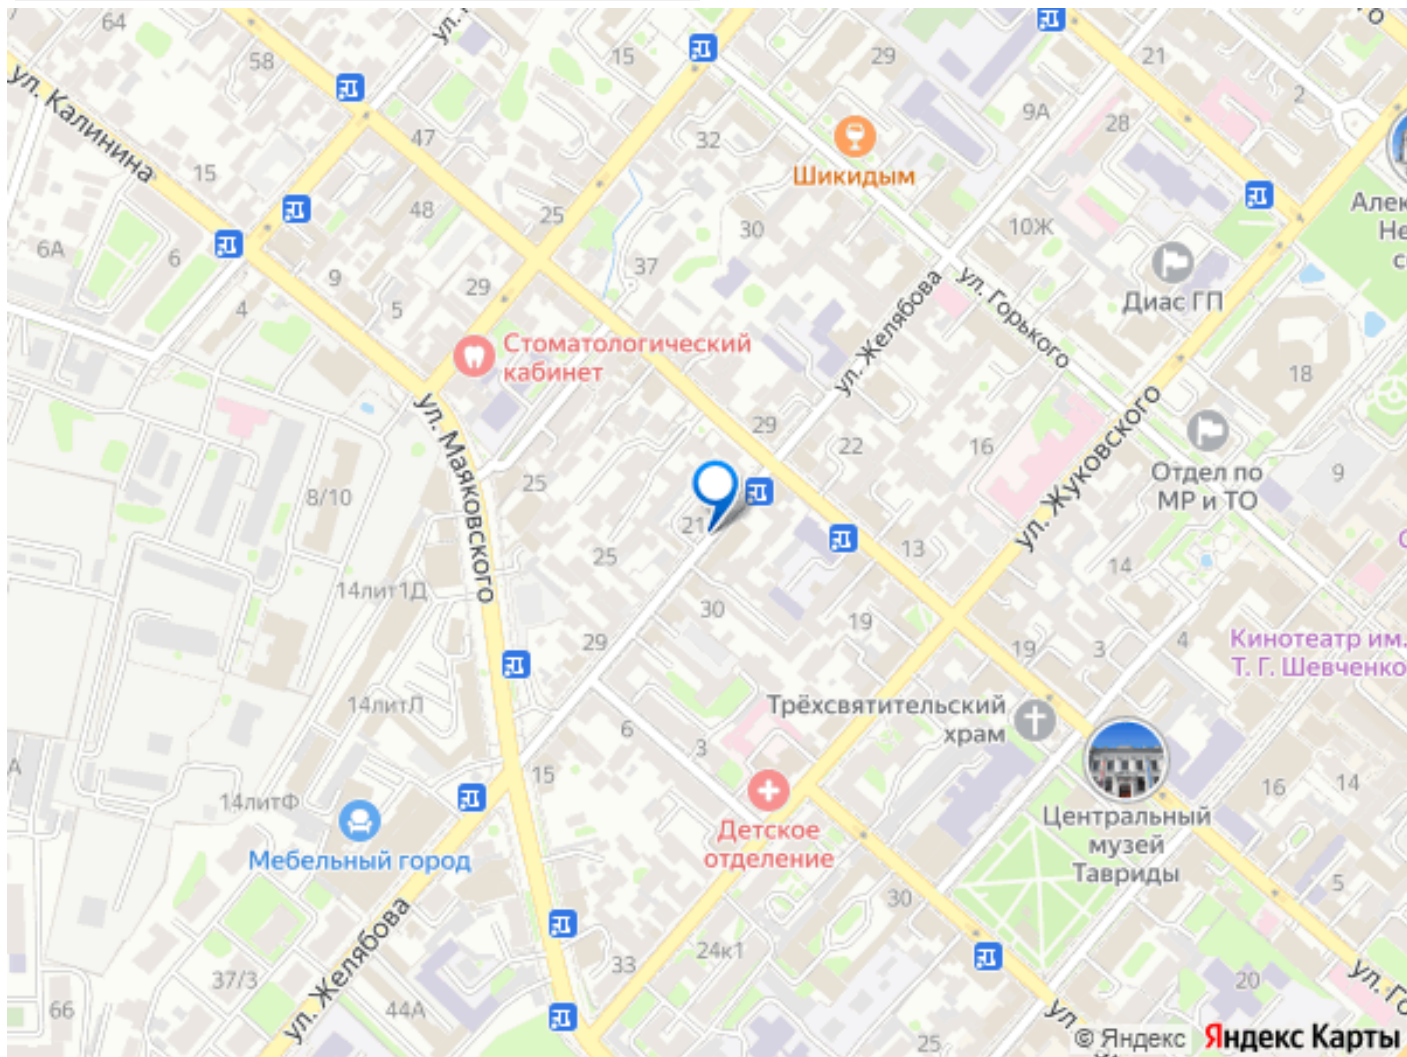 64
ул.
15
29
21
58
2
9А
28
ул. Калинина
47
32
Шикидым
15
48
25
30
10Ж
6А
6
9
37
29
5
4
Диас ГП
ул. Желябова
ул. Горького
Стоматологический
кабинет
18
ул. Маяковского
29
22
16
ул. Жуковского
Отдел по
МР и ТО
9
8/10
25
21
25
13
14
14лит1Д
30
19
19
3
4
29
Кинотеатр им.
Т. Г. Шевченко
14литЛ
6
3
Трёхсвятительский
храм
15
14литФ
Мебельный город
Детское
отделение
Центральный
музей
Тавриды
16
14
5
30
ул. Желябова
37/3
44А
33
24к1
20
66
25
ул.
© Яндекс
Яндекс Карты